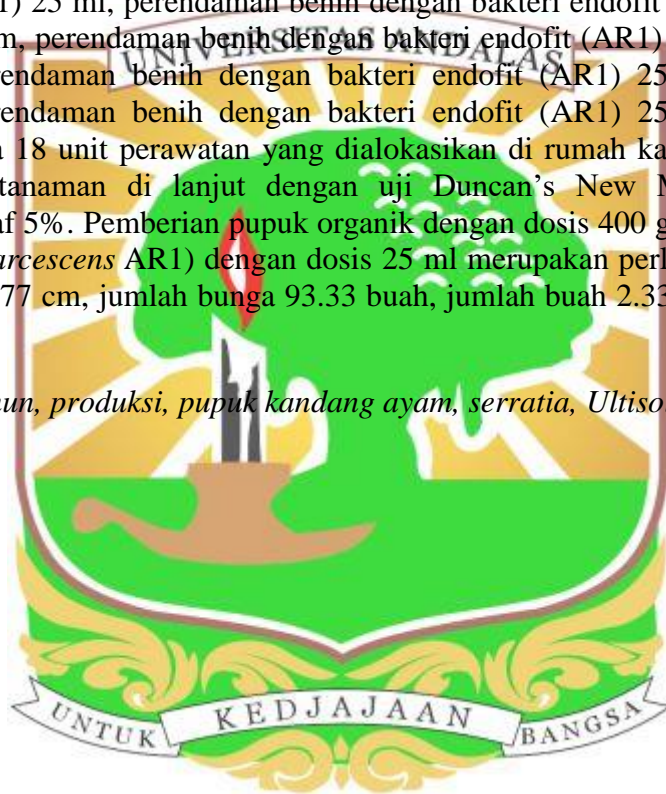 1) 25 ml, perendaman benih dengan bakteri endofit
m, perendaman benih dengan bakteri endofit (AR1)
UNIVERSITAS ANDALAS
rendaman benih dengan bakteri endofit (AR1) 25
rendaman benih dengan bakteri endofit (AR1) 25
a 18 unit perawatan yang dialokasikan di rumah ka
tanaman di lanjut dengan uji Duncan's New M
af 5%. Pemberian pupuk organik dengan dosis 400 g
arcescens AR1) dengan dosis 25 ml merupakan perl
77 cm, jumlah bunga 93.33 buah, jumlah buah 2.33
un, produksi, pupuk kandang ayam, serratia, Ultiso
UNTUK KEDJAJAAN BANGSA